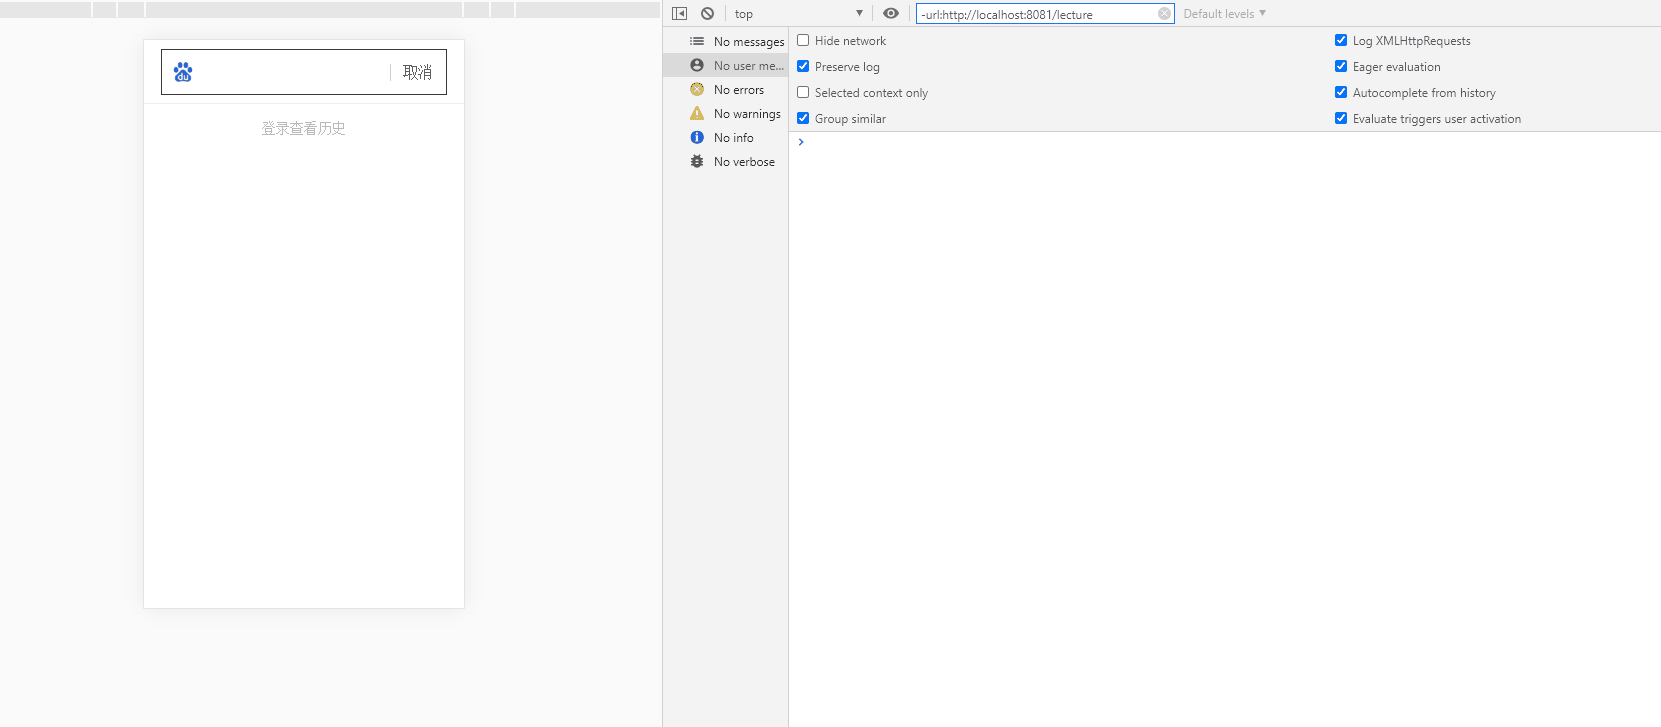 du
取消
登录查看历史
top
-url:http://localhost:8081/lecture
Default levels
No messages
No user me...
No errors
No warnings
No info
No verbose
Hide network
Preserve log
Selected context only
Group similar
Log XMLHttpRequests
Eager evaluation
Autocomplete from history
Evaluate triggers user activation